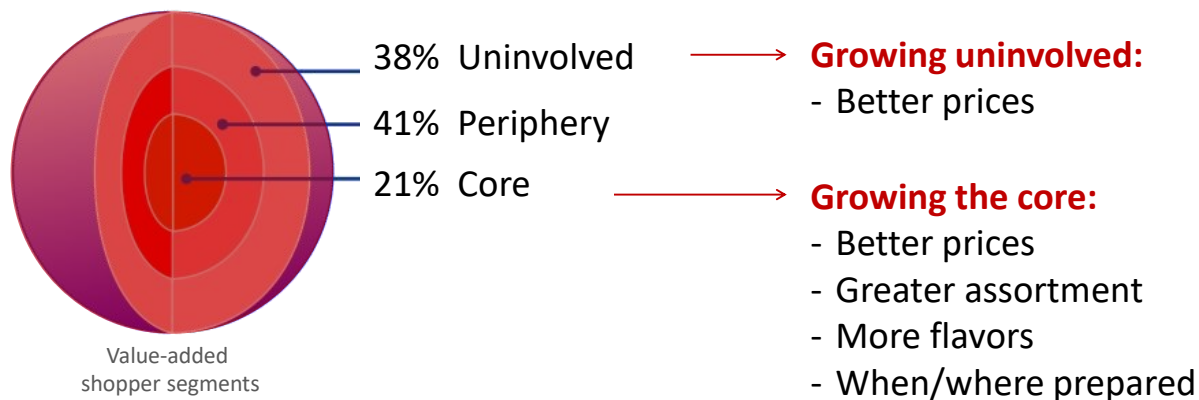 38% Uninvolved
41% Periphery
21% Core
Value-added
shopper segments
Growing uninvolved:
- Better prices
Growing the core:
- Better prices
- Greater assortment
- More flavors
- When/where prepared